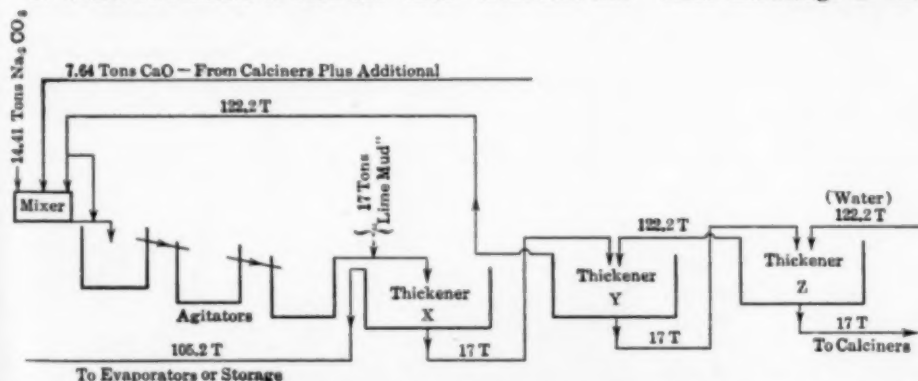 14.41 Tons Na₂ CO₃
7.64 Tons CaO — From Calciners Plus Additional
122.2 T
Mixer
17 Tons
"Lime Mud"
(Water)
122.2 T
122.2 T
Thickener
X
Thickener
Y
Thickener
Z
Agitators
17 T
17 T
17 T
To Calciners
105.2 T
To Evaporators or Storage